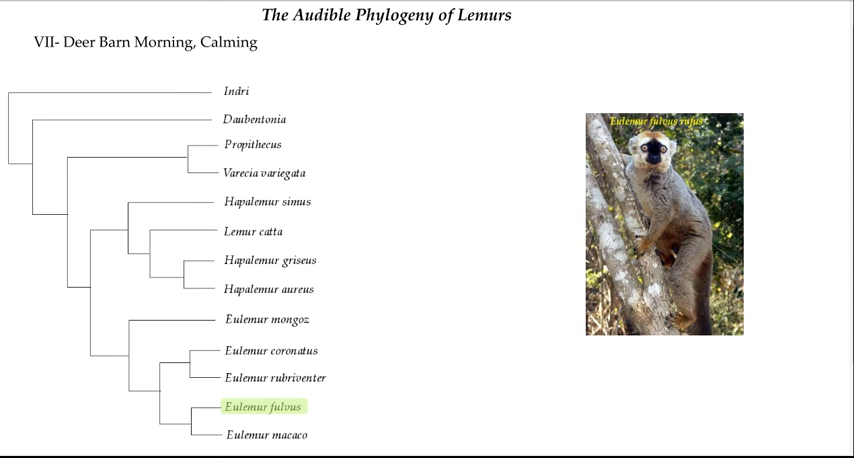 The Audible Phylogeny of Lemurs
VII- Deer Barn Morning, Calming
Indri
Daubentonia
Propithecus
Varecia variegata
Hapalemur simus
Lemur catta
Hapalemur griseus
Hapalemur aureus
Eulemur mongoz
Eulemur coronatus
Eulemur rubriventer
Eulemur fulvus
Eulemur macaco
Eulemur fulvus rufus